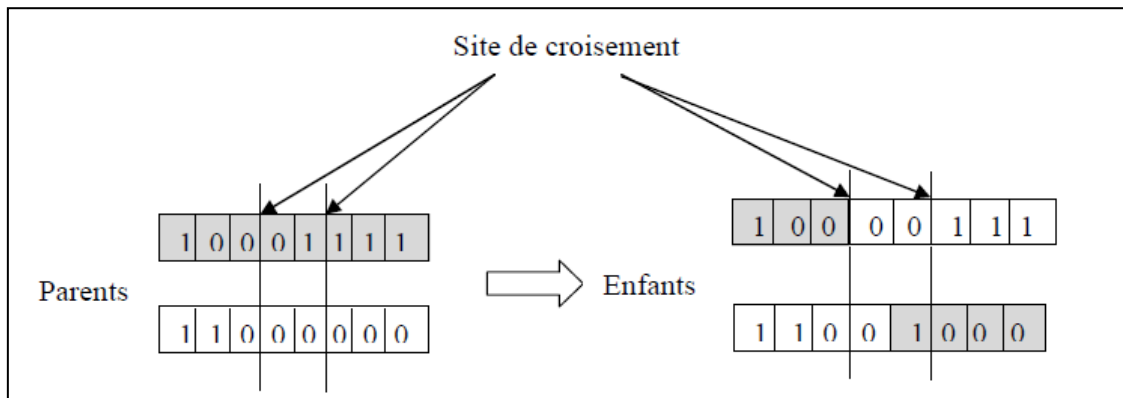 Site de croisement
1 0 0 0 1 1 1 1
1 0 0 0 0 1 1 1
Parents
Enfants
1 1 0 0 0 0 0 0
1 1 0 0 1 0 0 0